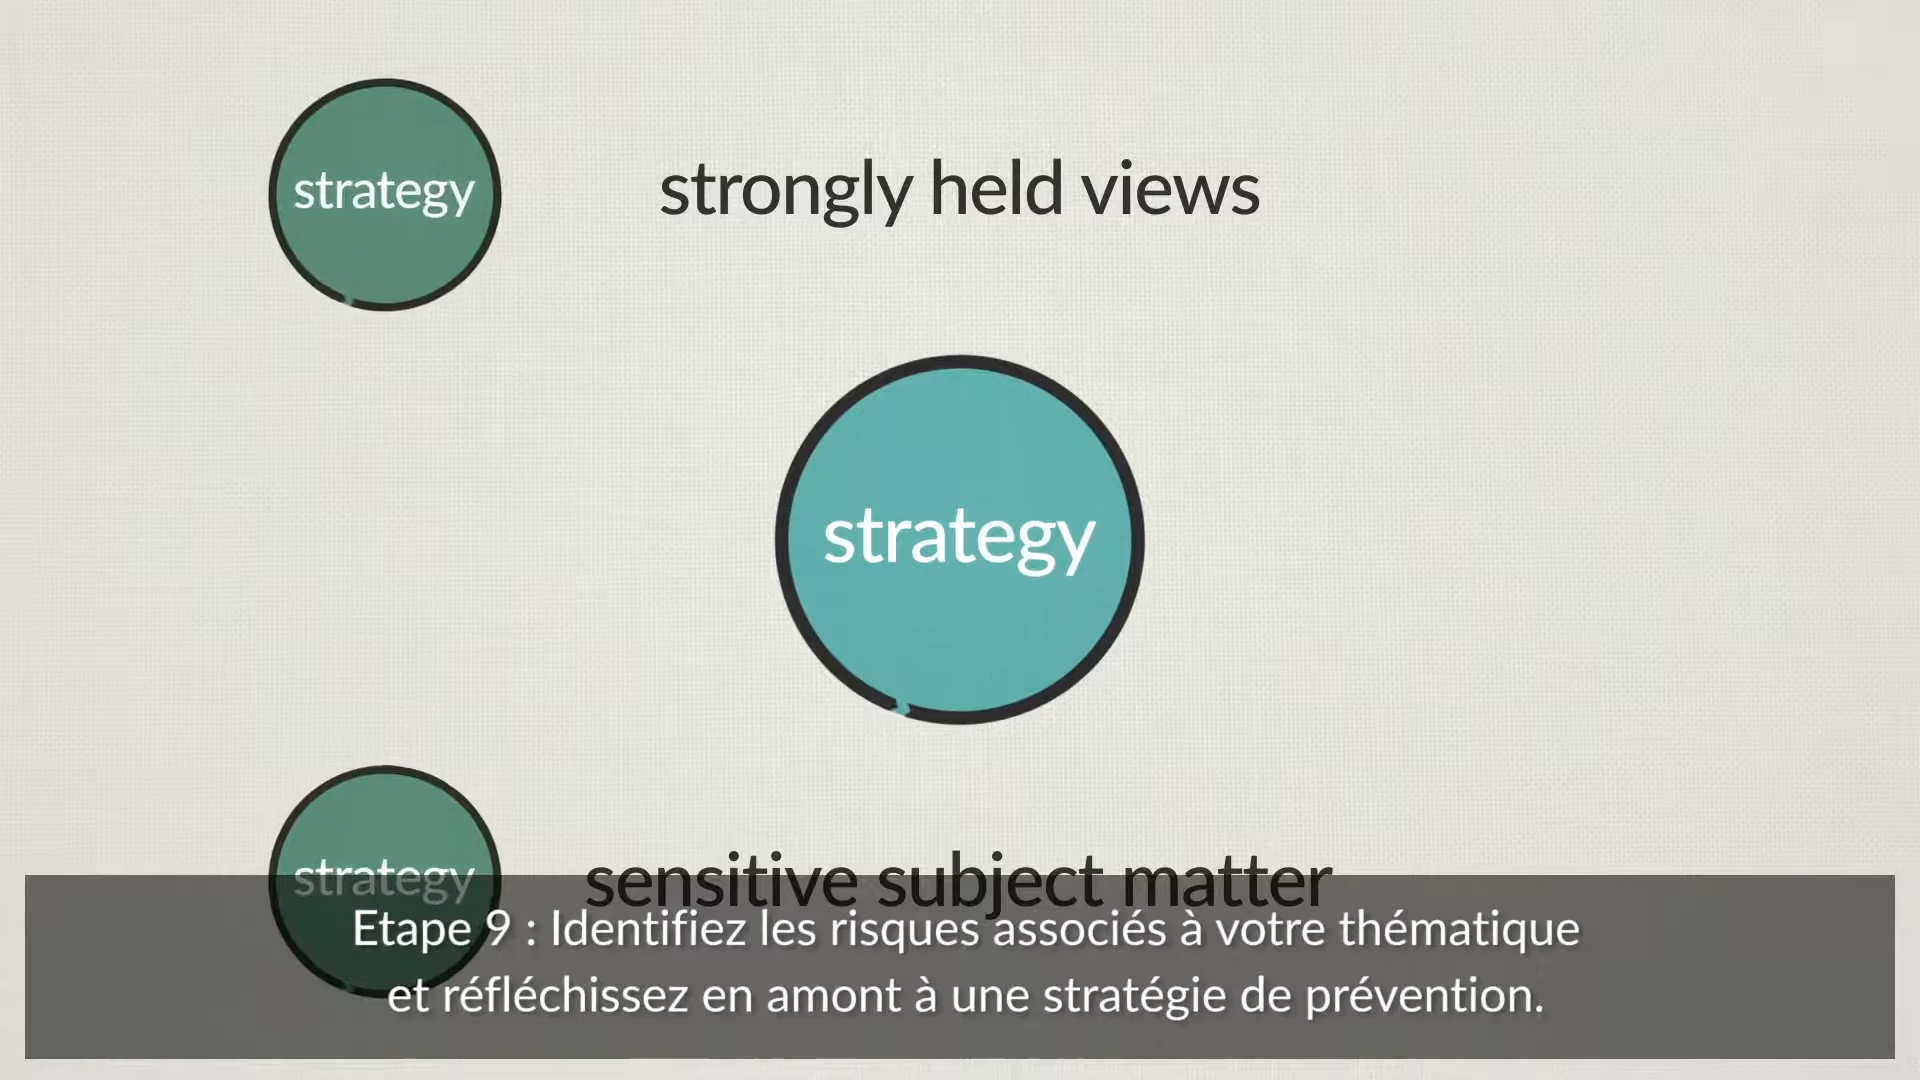 strategy
strongly held views
strategy
strategy
sensitive subject matter
Etape 9 : Identifiez les risques associés à votre thématique
et réfléchissez en amont à une stratégie de prévention.